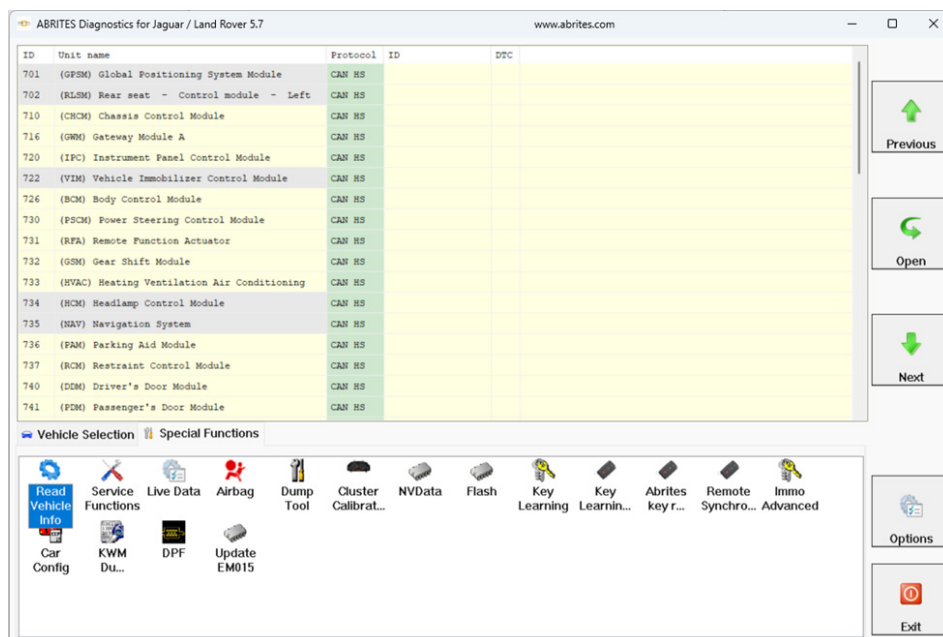 ABRITES Diagnostics for Jaguar / Land Rover 5.7 www.abrites.com
ID Unit name Protocol ID DTC
701 (GPSM) Global Positioning System Module CAN HS
702 (RLSM) Rear seat - Control module - Left CAN HS
710 (CHCM) Chassis Control Module CAN HS
716 (GWM) Gateway Module A CAN HS
720 (IPC) Instrument Panel Control Module CAN HS
722 (VIM) Vehicle Immobilizer Control Module CAN HS
726 (BCM) Body Control Module CAN HS
730 (PSCM) Power Steering Control Module CAN HS
731 (RFA) Remote Function Actuator CAN HS
732 (GSM) Gear Shift Module CAN HS
733 (HVAC) Heating Ventilation Air Conditioning CAN HS
734 (HCM) Headlamp Control Module CAN HS
735 (NAV) Navigation System CAN HS
736 (PAM) Parking Aid Module CAN HS
737 (RCM) Restraint Control Module CAN HS
740 (DDM) Driver's Door Module CAN HS
741 (PDM) Passenger's Door Module CAN HS
Previous
Open
Next
Vehicle Selection Special Functions
Read Vehicle Info
Service Functions
Live Data
Airbag
Dump Tool
Cluster Calibrat...
NVData
Flash
Key Learning
Key Learnin...
Abrites key r...
Remote Synchro...
Immo Advanced
Car Config
KWM Du...
DPF
Update EM015
Options
Exit